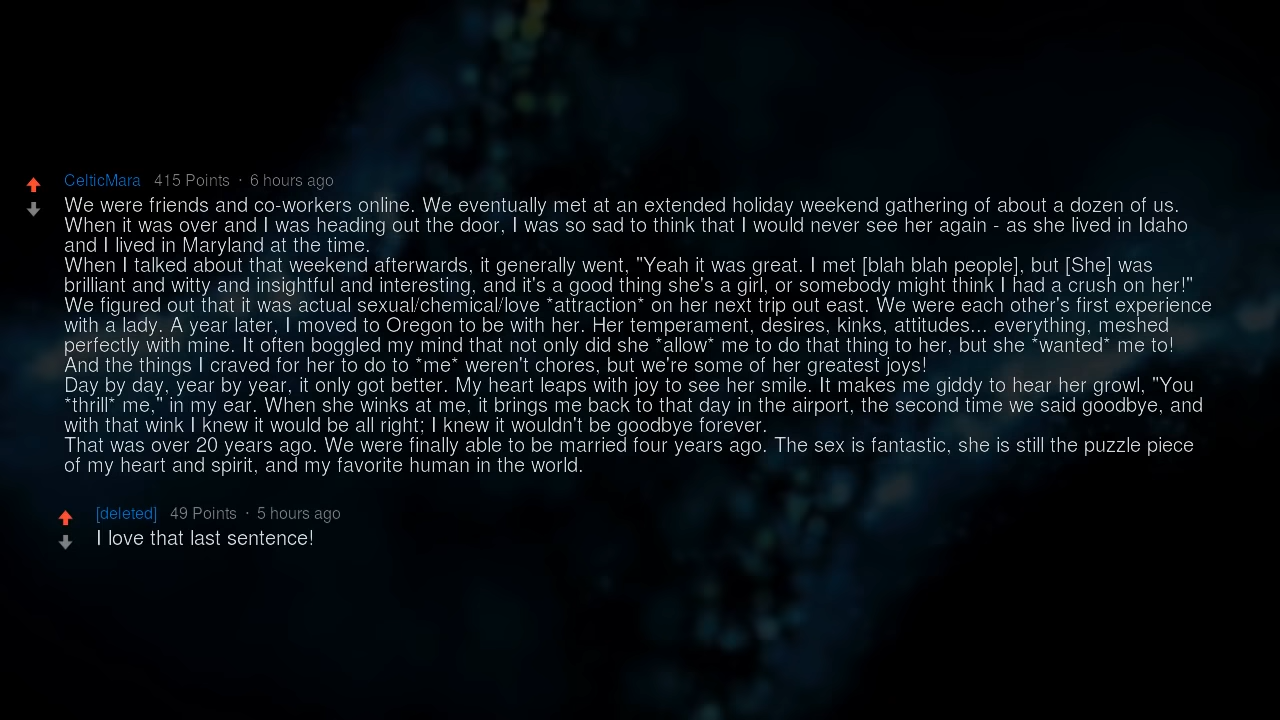 CelticMara 415 Points · 6 hours ago
We were friends and co-workers online. We eventually met at an extended holiday weekend gathering of about a dozen of us.
When it was over and I was heading out the door, I was so sad to think that I would never see her again - as she lived in Idaho
and I lived in Maryland at the time.
When I talked about that weekend afterwards, it generally went, "Yeah it was great. I met [blah blah people], but [She] was
brilliant and witty and insightful and interesting, and it's a good thing she's a girl, or somebody might think I had a crush on her!"
We figured out that it was actual sexual/chemical/love *attraction* on her next trip out east. We were each other's first experience
with a lady. A year later, I moved to Oregon to be with her. Her temperament, desires, kinks, attitudes... everything, meshed
perfectly with mine. It often boggled my mind that not only did she *allow* me to do that thing to her, but she *wanted* me to!
And the things I craved for her to do to *me* weren't chores, but we're some of her greatest joys!
Day by day, year by year, it only got better. My heart leaps with joy to see her smile. It makes me giddy to hear her growl, "You
*thrill* me," in my ear. When she winks at me, it brings me back to that day in the airport, the second time we said goodbye, and
with that wink I knew it would be all right; I knew it wouldn't be goodbye forever.
That was over 20 years ago. We were finally able to be married four years ago. The sex is fantastic, she is still the puzzle piece
of my heart and spirit, and my favorite human in the world.
[deleted] 49 Points · 5 hours ago
I love that last sentence!